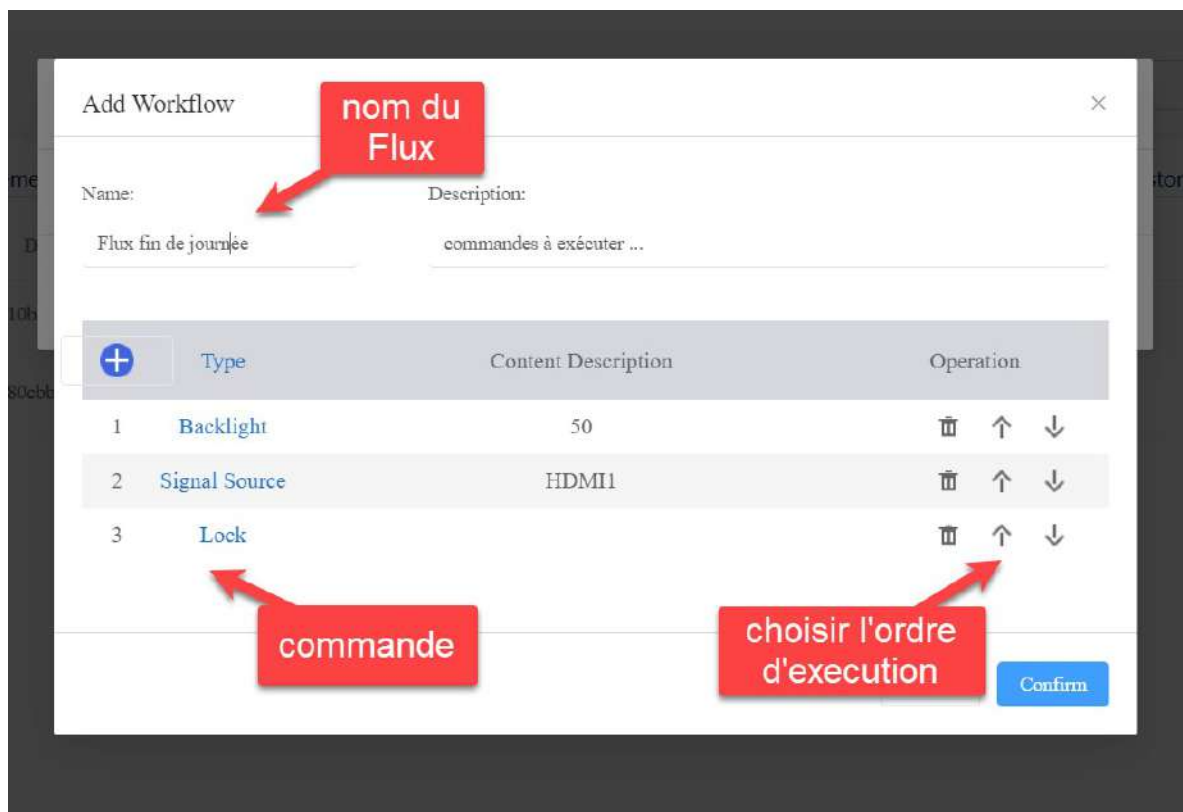 Add Workflow
nom du
Flux
Name:
Description:
Flux fin de journée
commandes à exécuter ...
Type
Content Description
Operation
1
Backlight
50
2
Signal Source
HDMI1
3
Lock
commande
choisir l'ordre
d'execution
Confirm